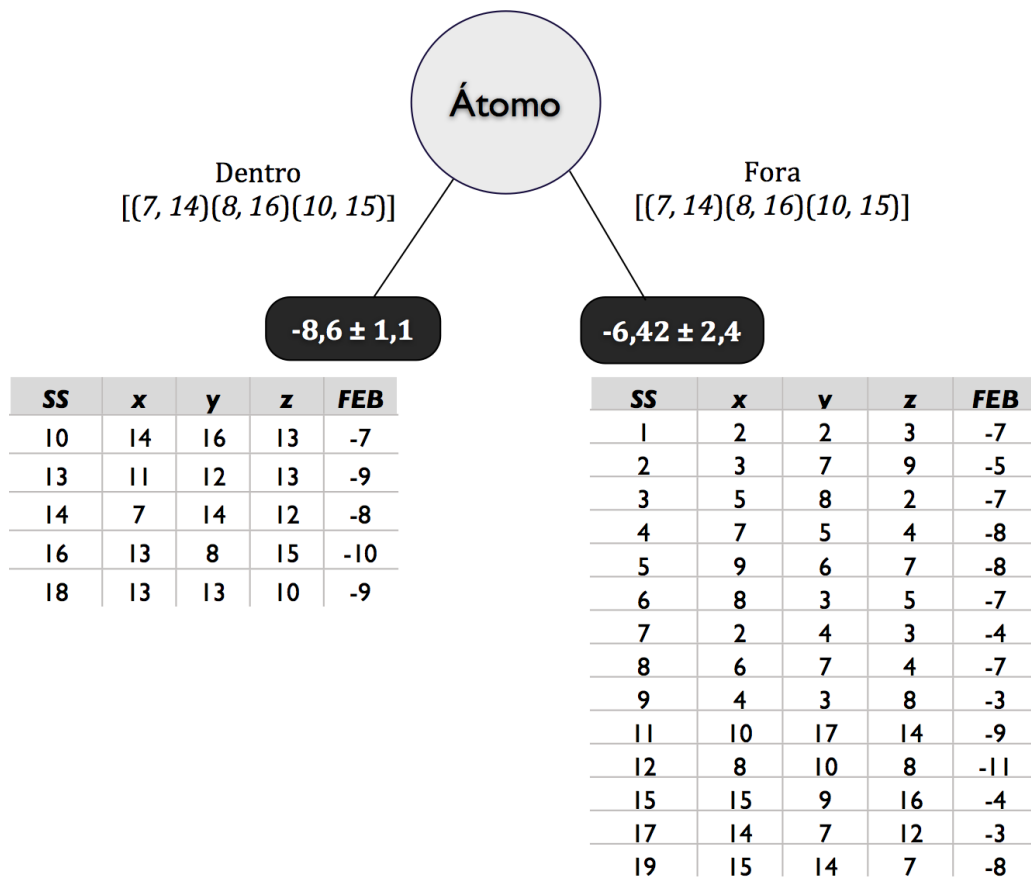 Átomo
Dentro
[(7, 14)(8, 16)(10, 15)]
Fora
[(7, 14)(8, 16)(10, 15)]
-8,6 ± 1,1
-6,42 ± 2,4
SS x y z FEB
10 14 16 13 -7
13 11 12 13 -9
14 7 14 12 -8
16 13 8 15 -10
18 13 13 10 -9
SS x y z FEB
1 2 2 3 -7
2 3 7 9 -5
3 5 8 2 -7
4 7 5 4 -8
5 9 6 7 -8
6 8 3 5 -7
7 2 4 3 -4
8 6 7 4 -7
9 4 3 8 -3
11 10 17 14 -9
12 8 10 8 -11
15 15 9 16 -4
17 14 7 12 -3
19 15 14 7 -8